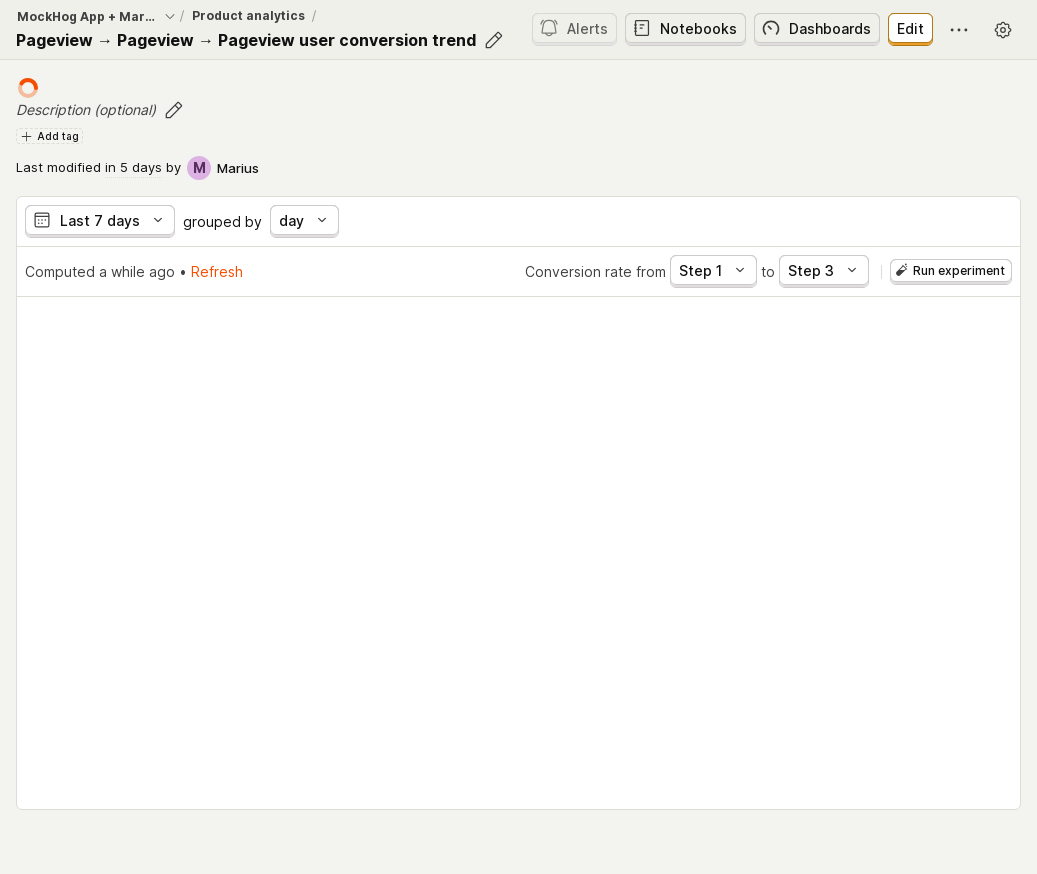 MockHog App + Mar... / Product analytics /
Pageview → Pageview → Pageview user conversion trend
Alerts
Notebooks
Dashboards
Edit
Description (optional)
Add tag
Last modified in 5 days by M Marius
Last 7 days grouped by day
Computed a while ago • Refresh
Conversion rate from Step 1 to Step 3
Run experiment